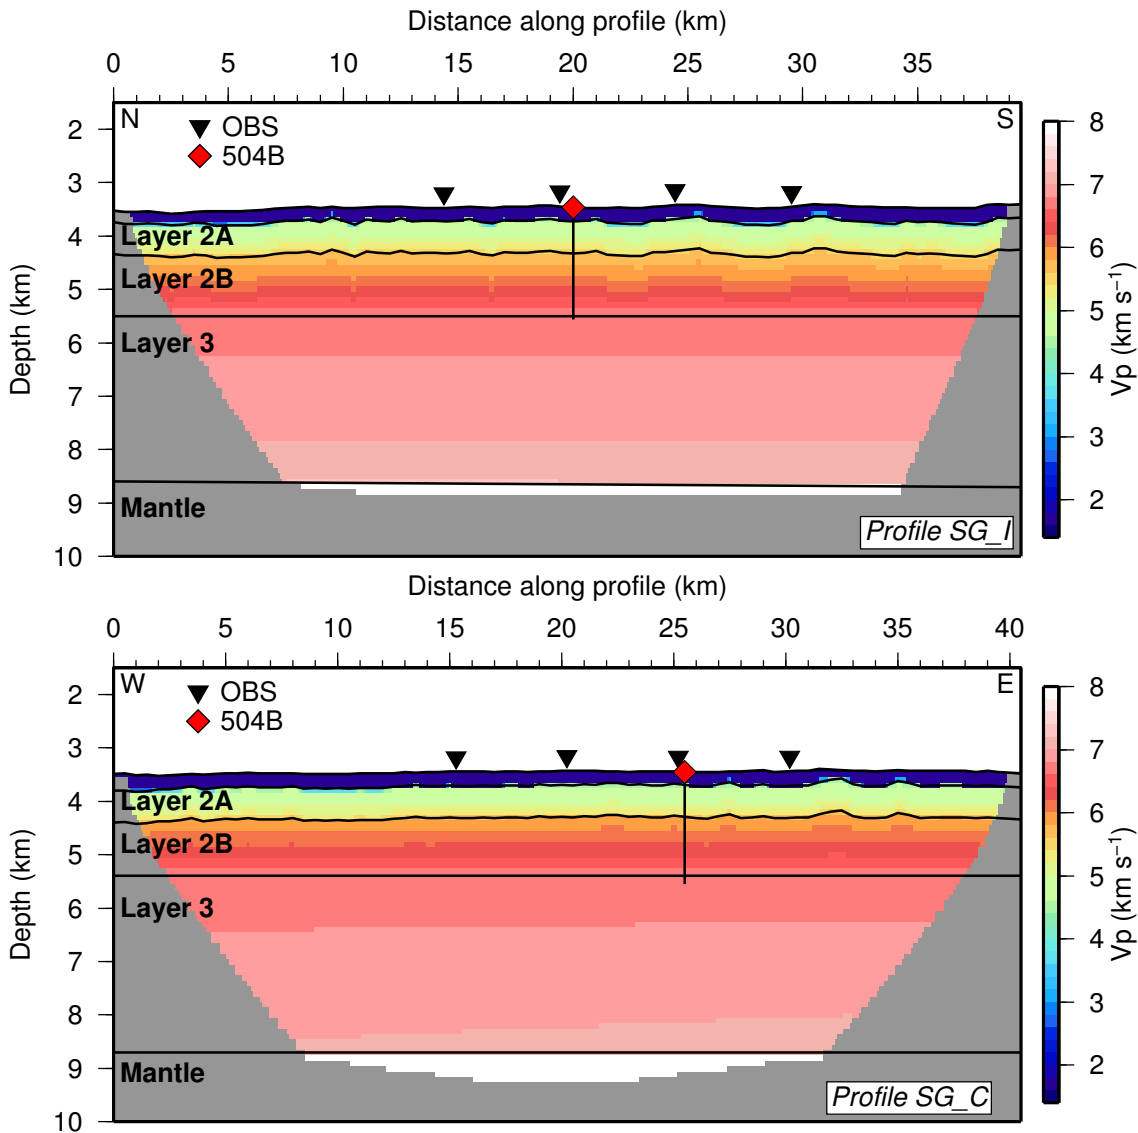 Distance along profile (km)
0 5 10 15 20 25 30 35
N S
OBS
504B
2
3
4
5
6
7
8
9
10
Depth (km)
Layer 2A
Layer 2B
Layer 3
Mantle
Profile SG_I
8
7
6
5
4
3
2
Vp (km s⁻¹)
Distance along profile (km)
0 5 10 15 20 25 30 35 40
W E
OBS
504B
2
3
4
5
6
7
8
9
10
Depth (km)
Layer 2A
Layer 2B
Layer 3
Mantle
Profile SG_C
8
7
6
5
4
3
2
Vp (km s⁻¹)